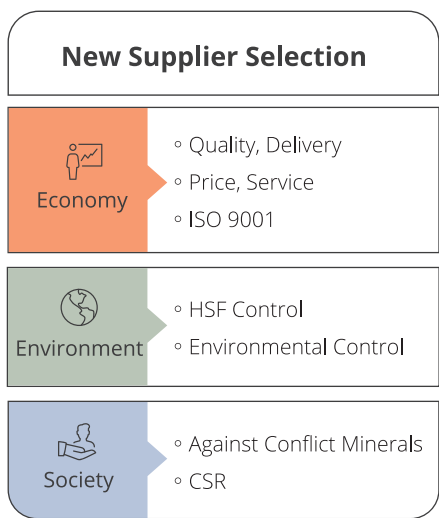 New Supplier Selection
Economy
◦ Quality, Delivery
◦ Price, Service
◦ ISO 9001
Environment
◦ HSF Control
◦ Environmental Control
Society
◦ Against Conflict Minerals
◦ CSR